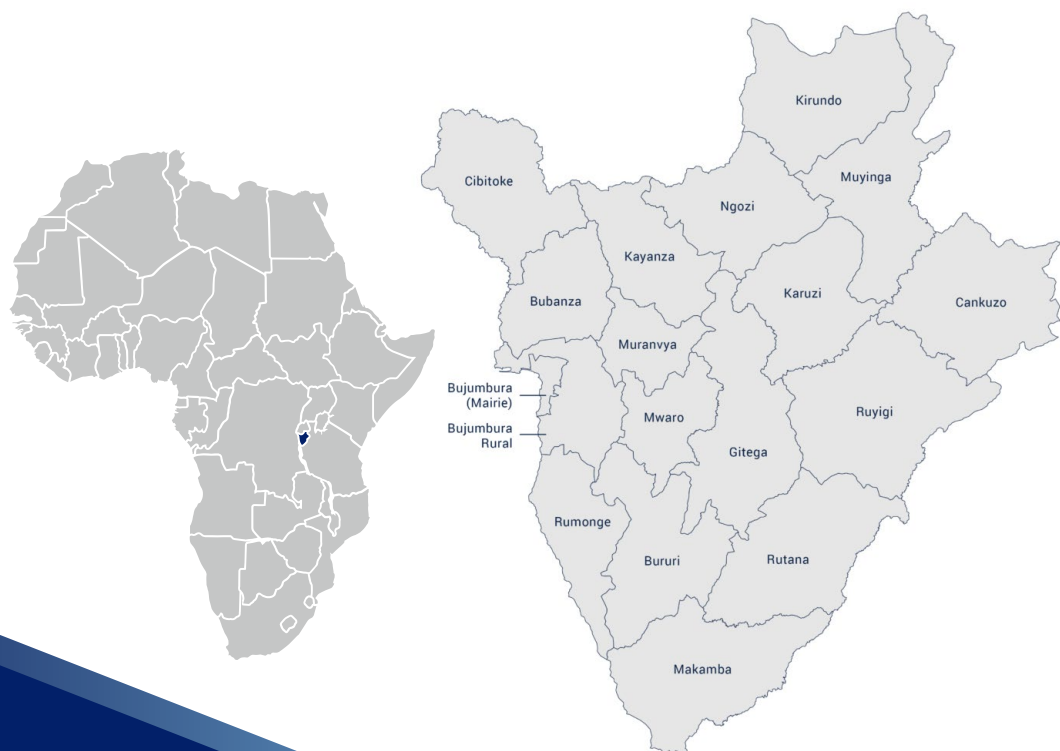 Kirundo
Cibitoke
Muyinga
Ngozi
Kayanza
Karuzi
Bubanza
Cankuzo
Muranvya
Bujumbura
(Mairie)
Mwaro
Ruyigi
Bujumbura
Rural
Gitega
Rumonge
Bururi
Rutana
Makamba